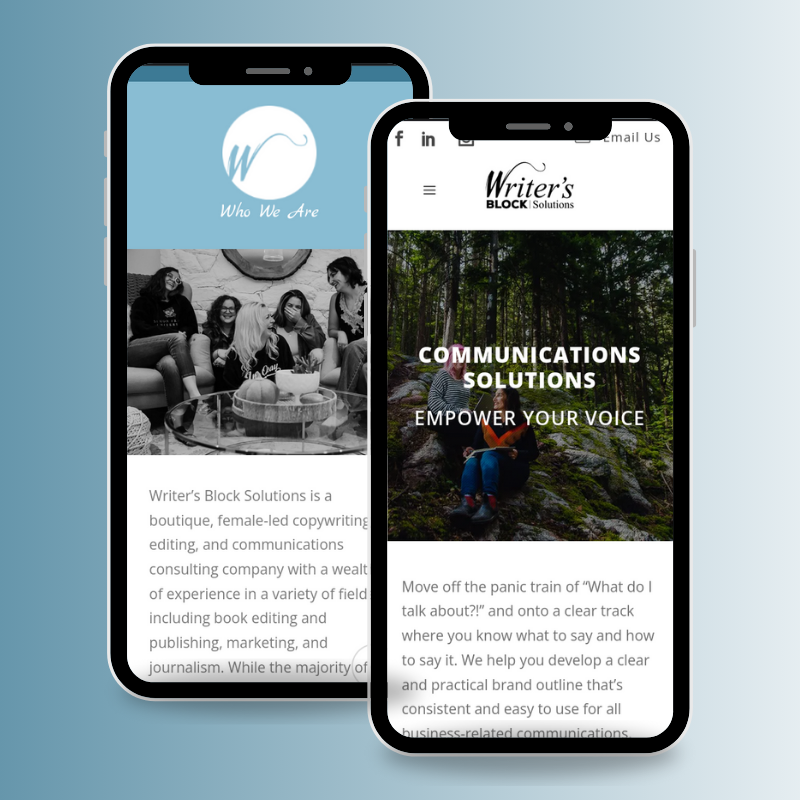 W
Who We Are
Writer’s Block Solutions is a
boutique, female-led copywriting
editing, and communications
consulting company with a wealt
of experience in a variety of field
including book editing and
publishing, marketing, and
journalism. While the majority of
f in Email Us
Writer's
BLOCK | Solutions
COMMUNICATIONS
SOLUTIONS
EMPOWER YOUR VOICE
Move off the panic train of “What do I
talk about?!” and onto a clear track
where you know what to say and how
to say it. We help you develop a clear
and practical brand outline that’s
consistent and easy to use for all
business-related communications.